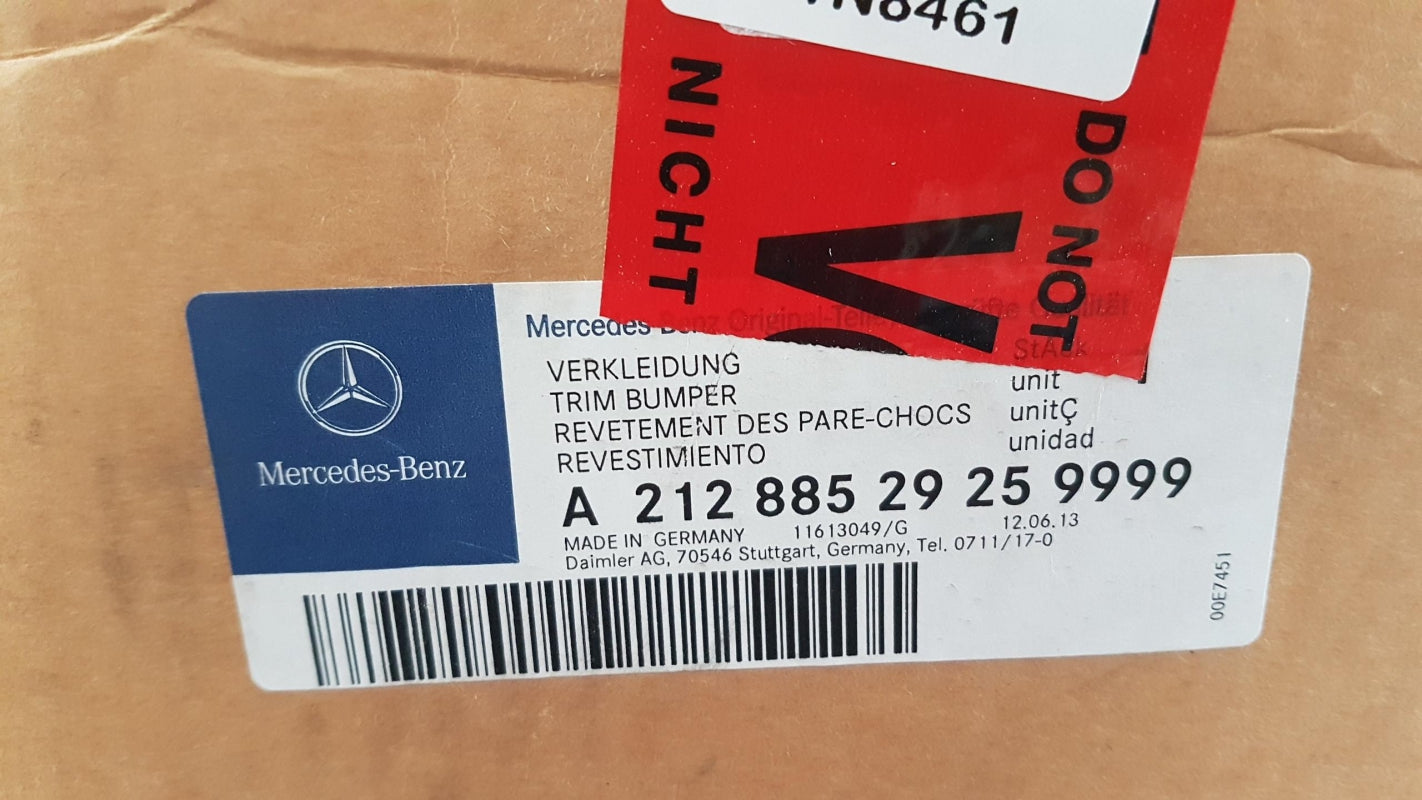 N8461
NICHT
DO NOT
V
Mercedes-Benz Original-Teile
Qualität
VERKLEIDUNG
TRIM BUMPER
unit
REVETEMENT DES PARE-CHOCS
unitÇ
REVESTIMIENTO
unidad
Mercedes-Benz
A 212 885 29 25 9999
MADE IN GERMANY 11613049/G 12.06.13
Daimler AG, 70546 Stuttgart, Germany, Tel. 0711/17-0
00E7451